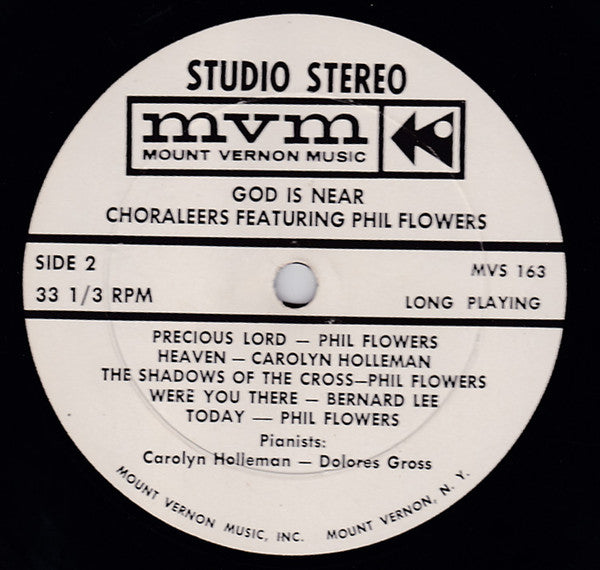 STUDIO STEREO
mvm
MOUNT VERNON MUSIC
GOD IS NEAR
CHORALEERS FEATURING PHIL FLOWERS
SIDE 2
MVS 163
33 1/3 RPM
LONG PLAYING
PRECIOUS LORD — PHIL FLOWERS
HEAVEN — CAROLYN HOLLEMAN
THE SHADOWS OF THE CROSS—PHIL FLOWERS
WERE YOU THERE — BERNARD LEE
TODAY — PHIL FLOWERS
Pianists:
Carolyn Holleman — Dolores Gross
MOUNT VERNON MUSIC, INC. MOUNT VERNON, N. Y.